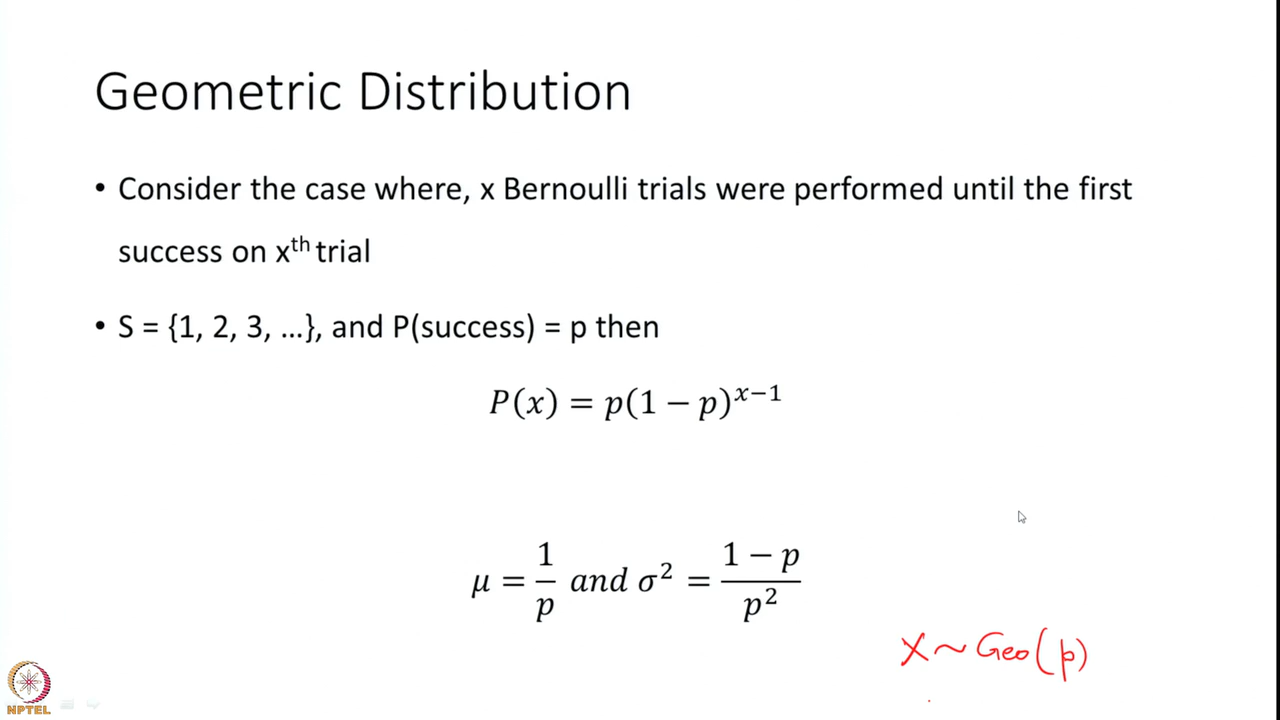 Geometric Distribution
• Consider the case where, x Bernoulli trials were performed until the first
success on xᵗʰ trial
• S = {1, 2, 3, …}, and P(success) = p then
P(x) = p(1 − p)ˣ⁻¹
μ = 1/p and σ² = (1 − p)/p²
X ~ Geo(p)
NPTEL